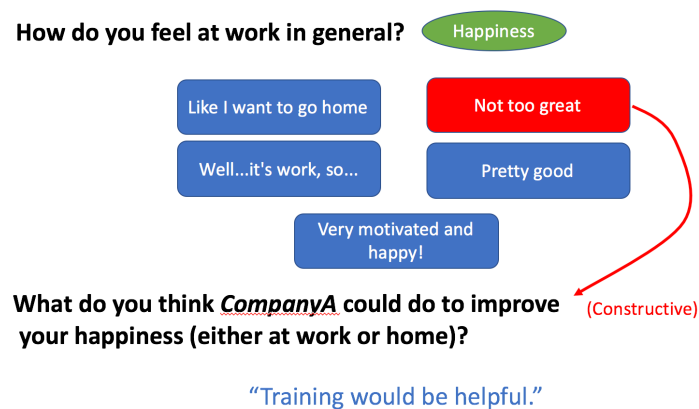 How do you feel at work in general?
Happiness
Like I want to go home
Not too great
Well...it's work, so...
Pretty good
Very motivated and
happy!
What do you think CompanyA could do to improve
(Constructive)
your happiness (either at work or home)?
“Training would be helpful.”